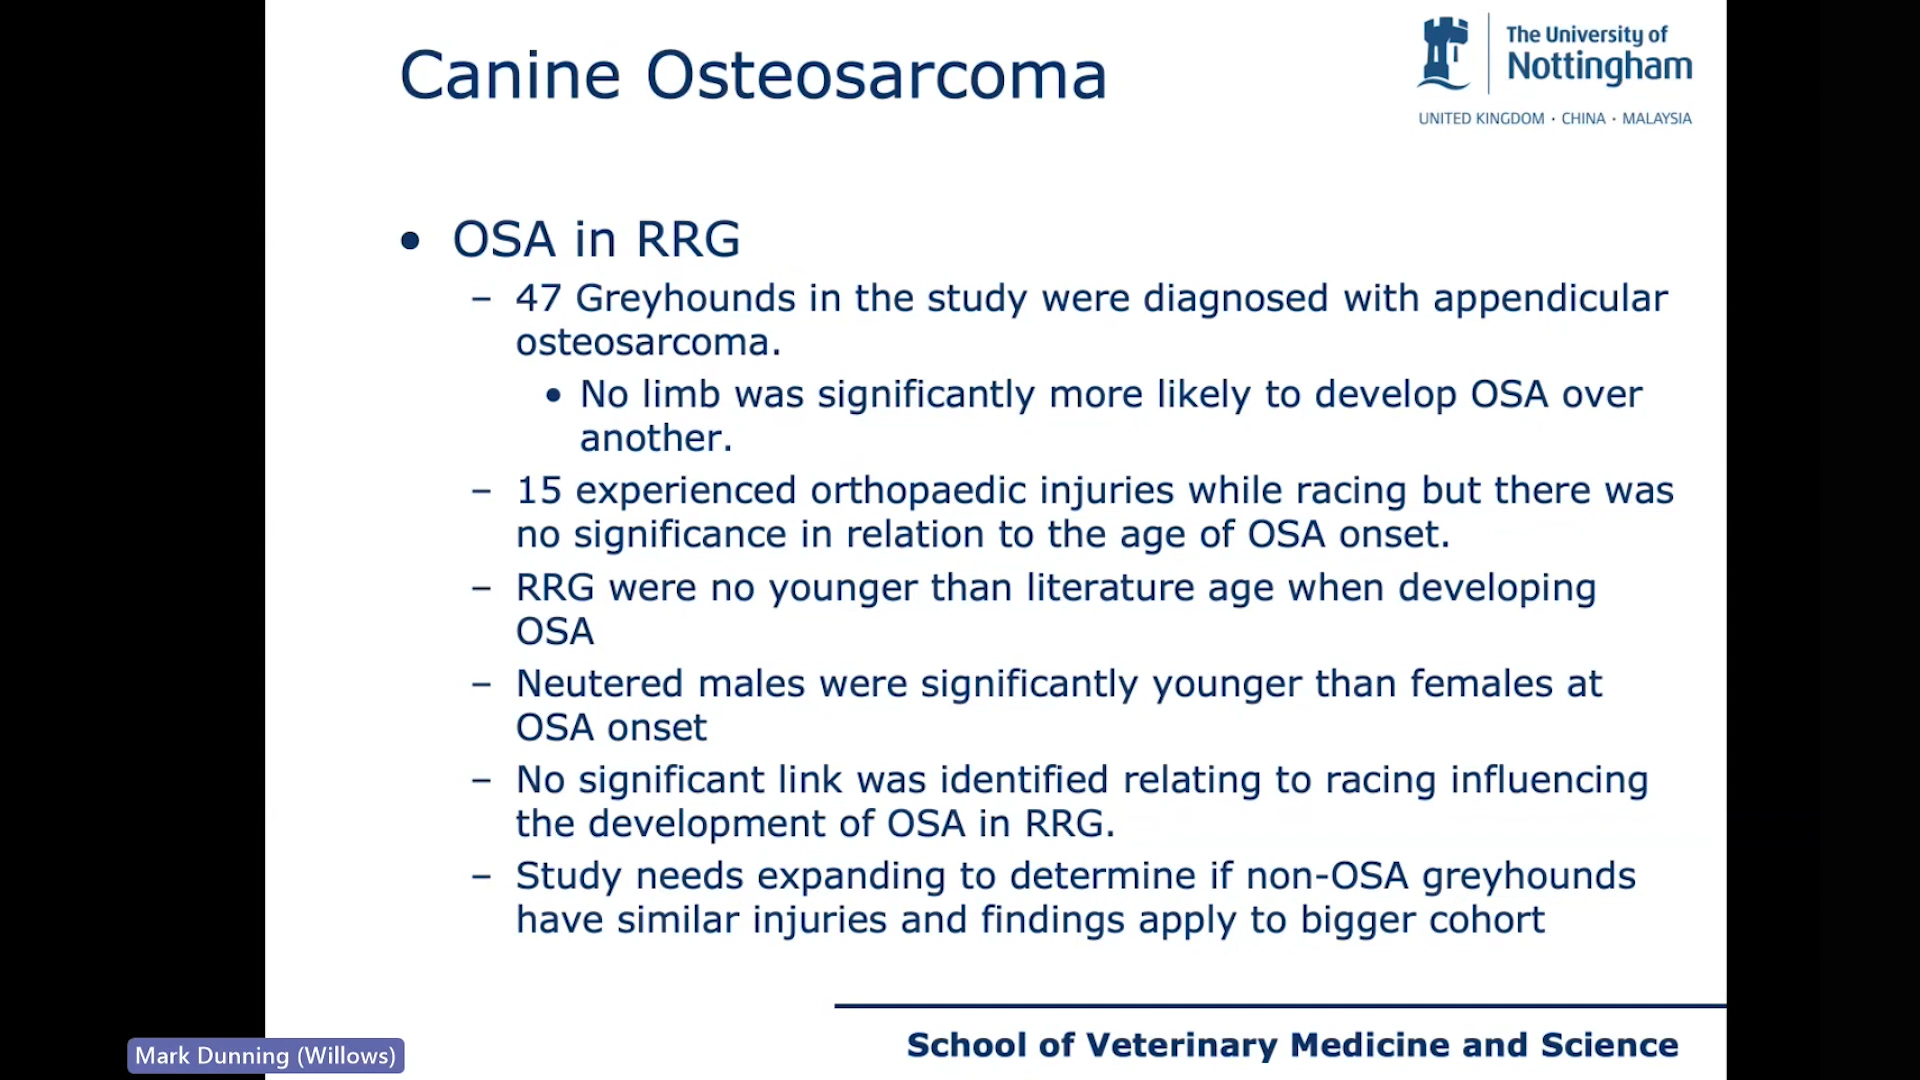 Canine Osteosarcoma
The University of
Nottingham
UNITED KINGDOM · CHINA · MALAYSIA
• OSA in RRG
– 47 Greyhounds in the study were diagnosed with appendicular
osteosarcoma.
• No limb was significantly more likely to develop OSA over
another.
– 15 experienced orthopaedic injuries while racing but there was
no significance in relation to the age of OSA onset.
– RRG were no younger than literature age when developing
OSA
– Neutered males were significantly younger than females at
OSA onset
– No significant link was identified relating to racing influencing
the development of OSA in RRG.
– Study needs expanding to determine if non-OSA greyhounds
have similar injuries and findings apply to bigger cohort
School of Veterinary Medicine and Science
Mark Dunning (Willows)